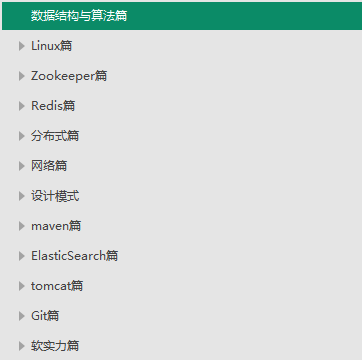 数据结构与算法篇
Linux篇
Zookeeper篇
Redis篇
分布式篇
网络篇
设计模式
maven篇
ElasticSearch篇
tomcat篇
Git篇
软实力篇